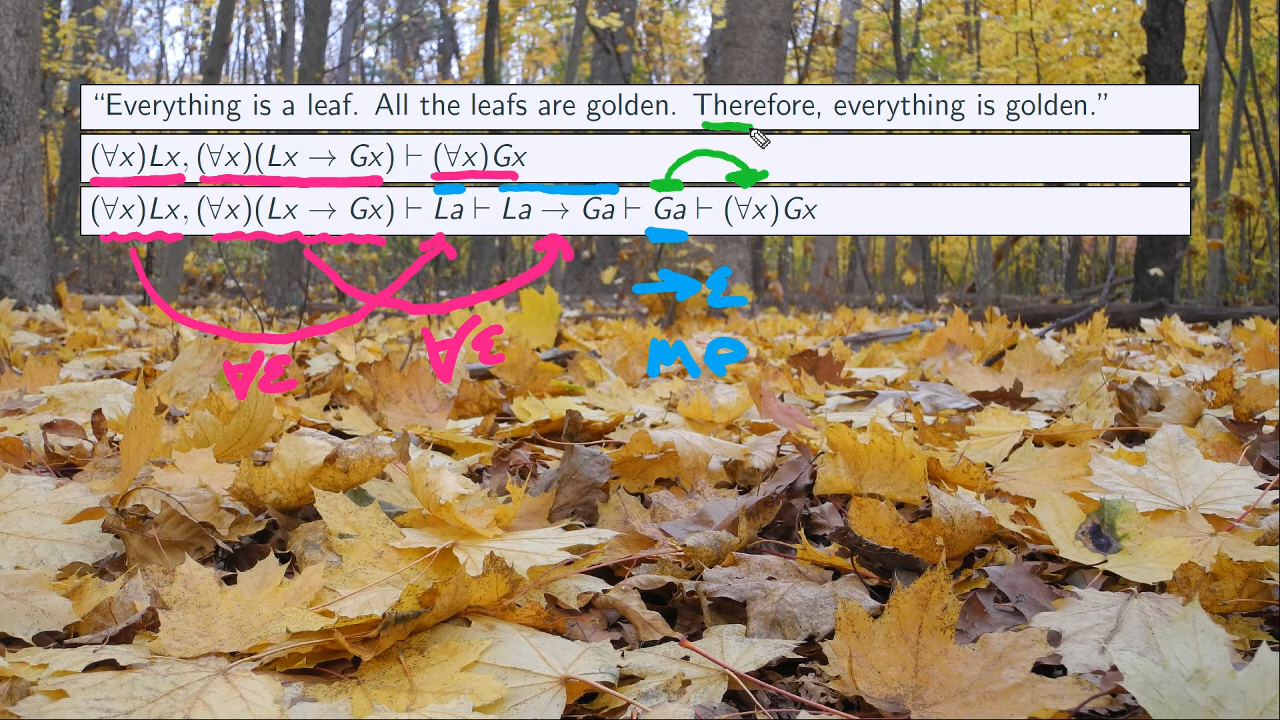 “Everything is a leaf. All the leafs are golden. Therefore, everything is golden.”
(∀x)Lx, (∀x)(Lx → Gx) ⊢ (∀x)Gx
(∀x)Lx, (∀x)(Lx → Gx) ⊢ La ⊢ La → Ga ⊢ Ga ⊢ (∀x)Gx
→E
∀E ∀E MP